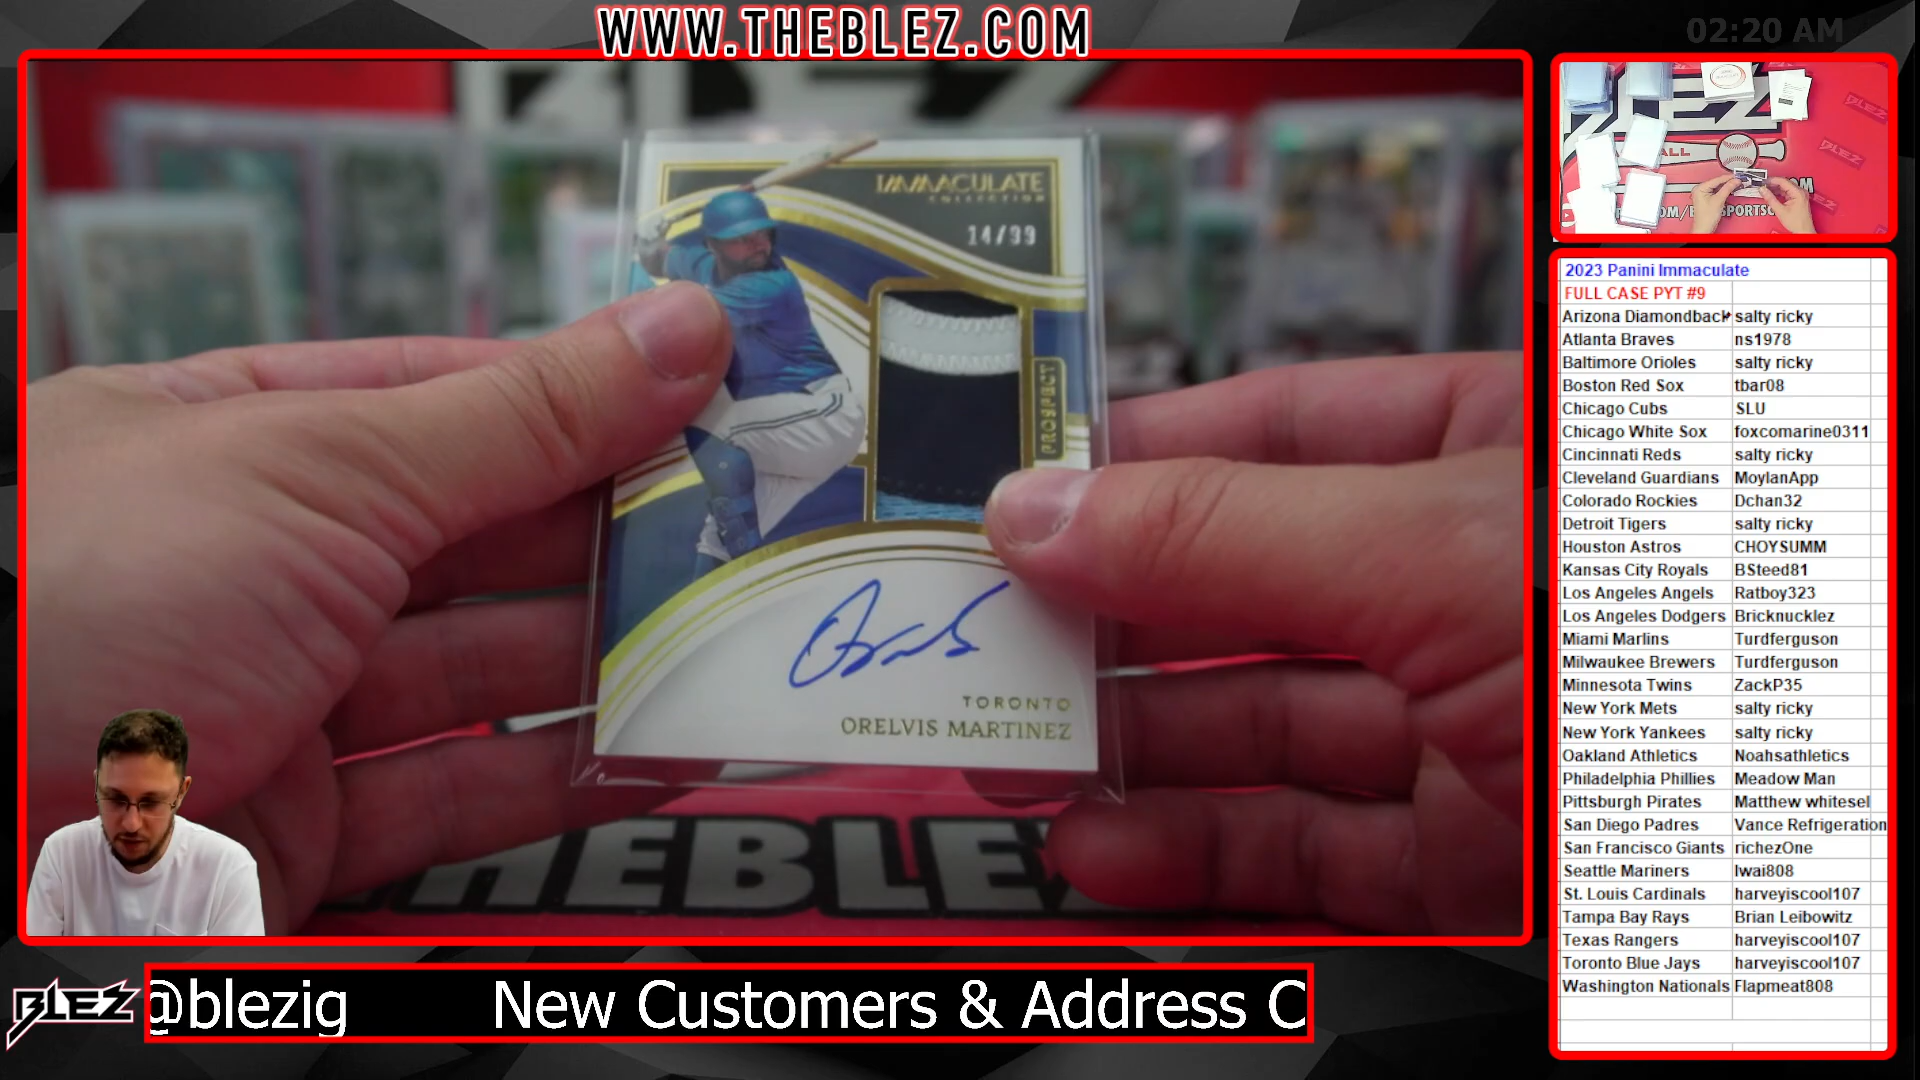 WWW.THEBLEZ.COM
02:20 AM
IMMACULATE
COLLECTION
14/99
PROSPECT
TORONTO
ORELVIS MARTINEZ
THEBLEZ
BLEZ
@blezig New Customers & Address C
2023 Panini Immaculate
FULL CASE PYT #9
Arizona Diamondback salty ricky
Atlanta Braves ns1978
Baltimore Orioles salty ricky
Boston Red Sox tbar08
Chicago Cubs SLU
Chicago White Sox foxcomarine0311
Cincinnati Reds salty ricky
Cleveland Guardians MoylanApp
Colorado Rockies Dchan32
Detroit Tigers salty ricky
Houston Astros CHOYSUMM
Kansas City Royals BSteed81
Los Angeles Angels Ratboy323
Los Angeles Dodgers Bricknucklez
Miami Marlins Turdferguson
Milwaukee Brewers Turdferguson
Minnesota Twins ZackP35
New York Mets salty ricky
New York Yankees salty ricky
Oakland Athletics Noahsathletics
Philadelphia Phillies Meadow Man
Pittsburgh Pirates Matthew whitesel
San Diego Padres Vance Refrigeration
San Francisco Giants richezOne
Seattle Mariners Iwai808
St. Louis Cardinals harveyiscool107
Tampa Bay Rays Brian Leibowitz
Texas Rangers harveyiscool107
Toronto Blue Jays harveyiscool107
Washington Nationals Flapmeat808